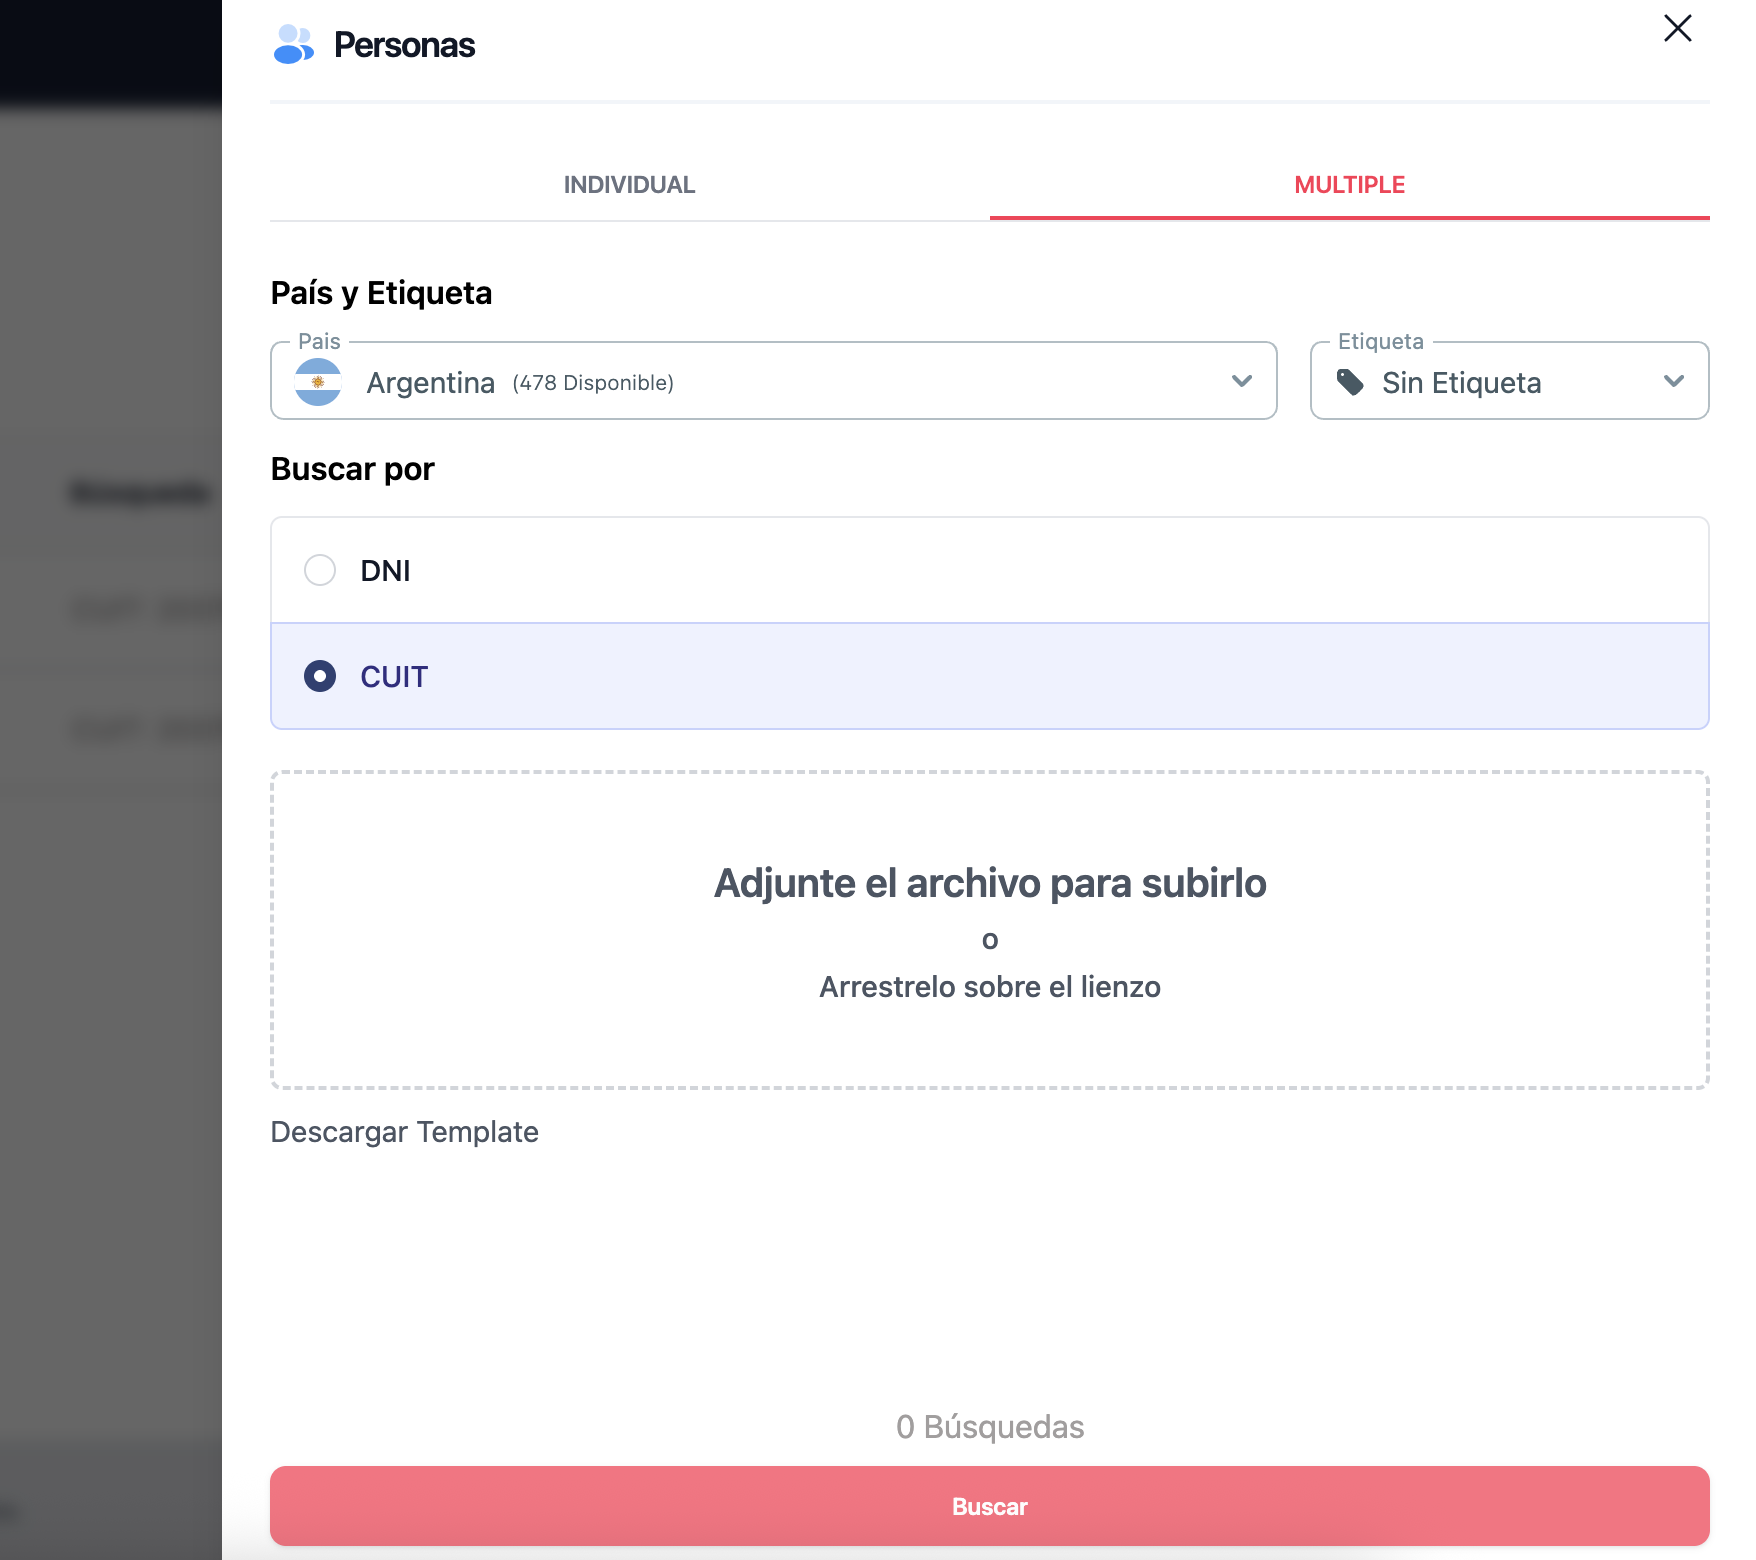 Personas
INDIVIDUAL
MULTIPLE
País y Etiqueta
Pais
Argentina (478 Disponible)
Etiqueta
Sin Etiqueta
Buscar por
DNI
CUIT
Adjunte el archivo para subirlo
o
Arrestrelo sobre el lienzo
Descargar Template
0 Búsquedas
Buscar
Búsqueda